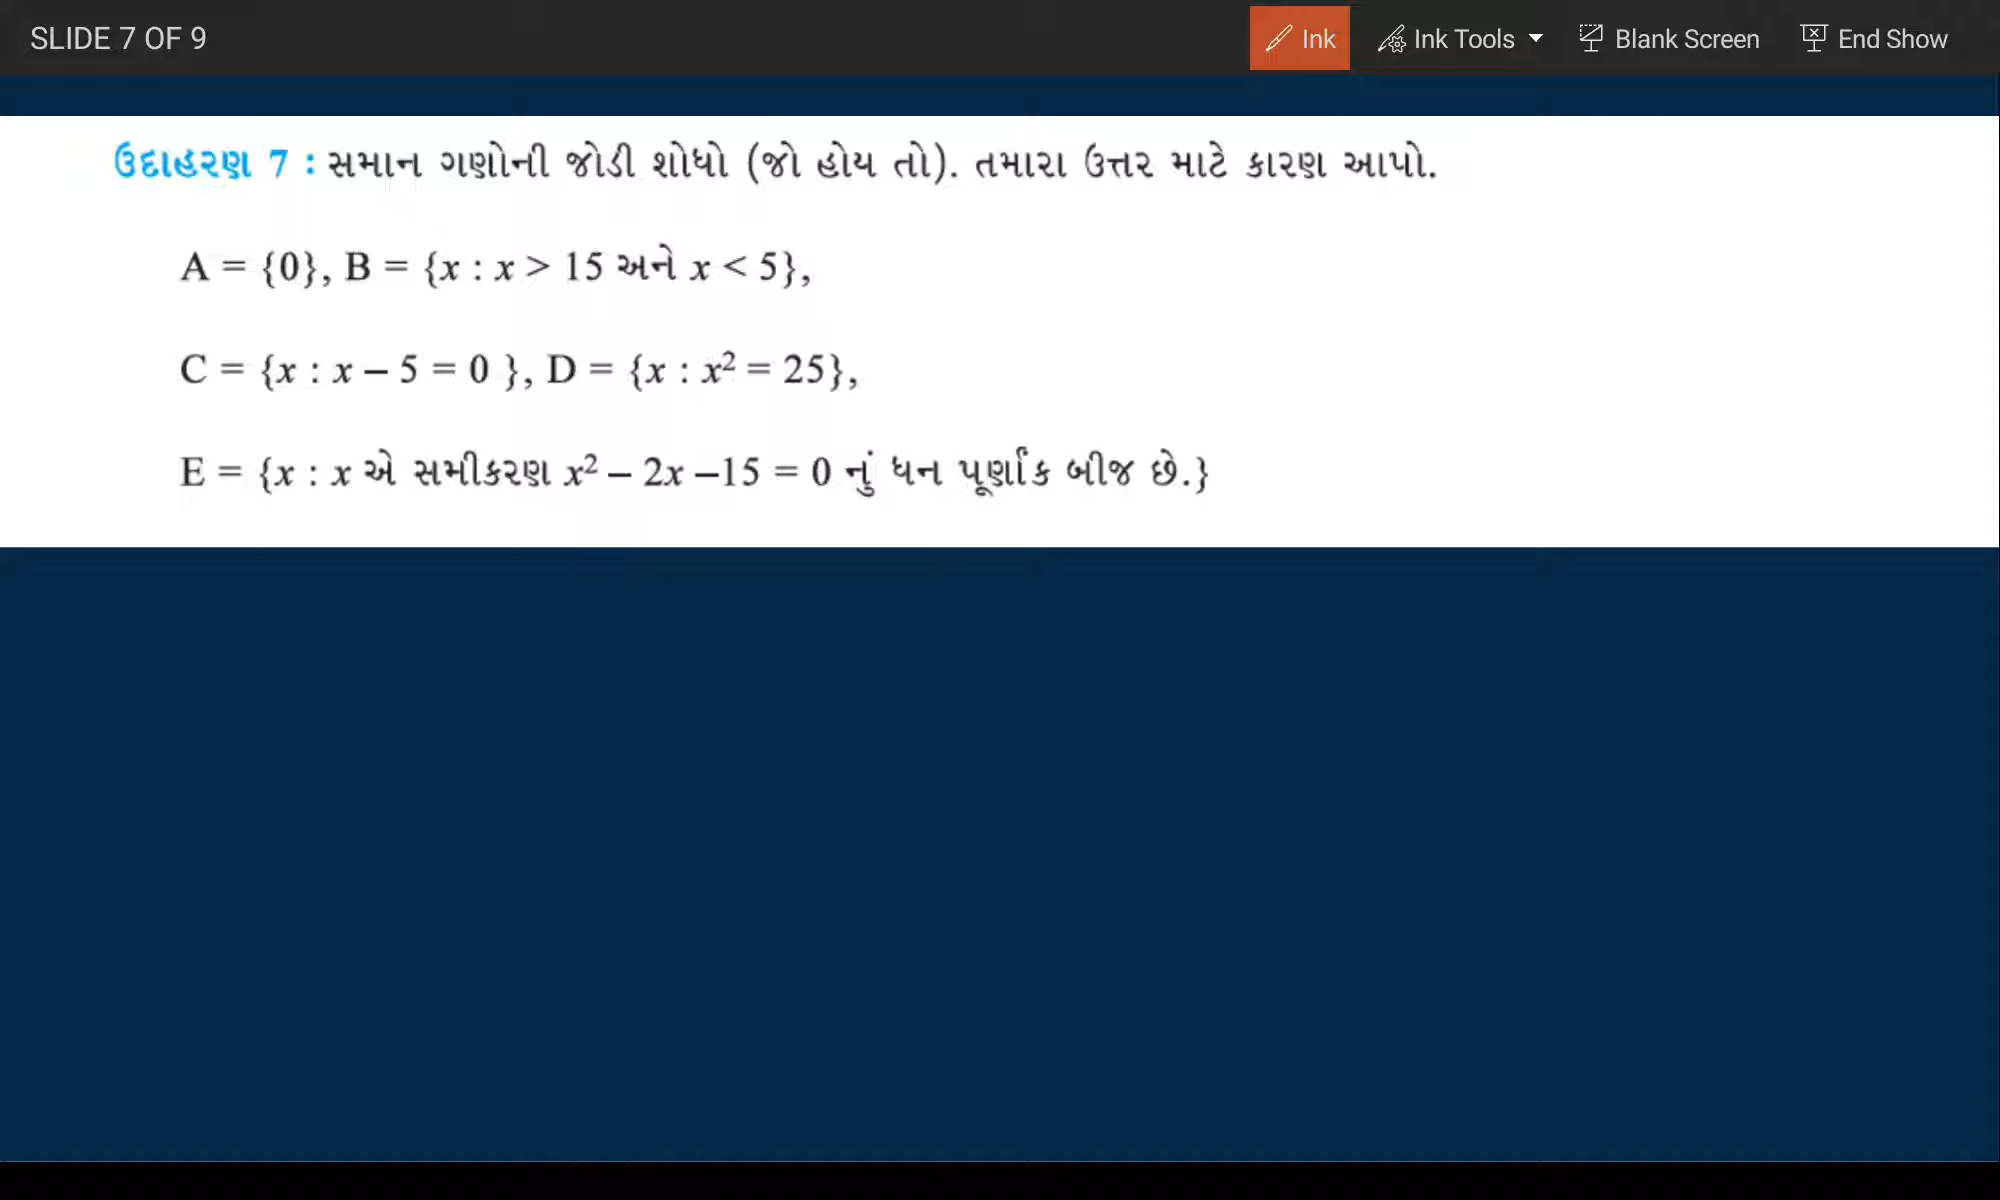 SLIDE 7 OF 9 Ink Ink Tools Blank Screen End Show
ઉદાહરણ 7 : સમાન ગણોની જોડી શોધો (જો હોય તો). તમારા ઉત્તર માટે કારણ આપો.
A = {0}, B = {x : x > 15 અને x < 5},
C = {x : x – 5 = 0 }, D = {x : x² = 25},
E = {x : x એ સમીકરણ x² – 2x –15 = 0 નું ધન પૂર્ણાંક બીજ છે.}